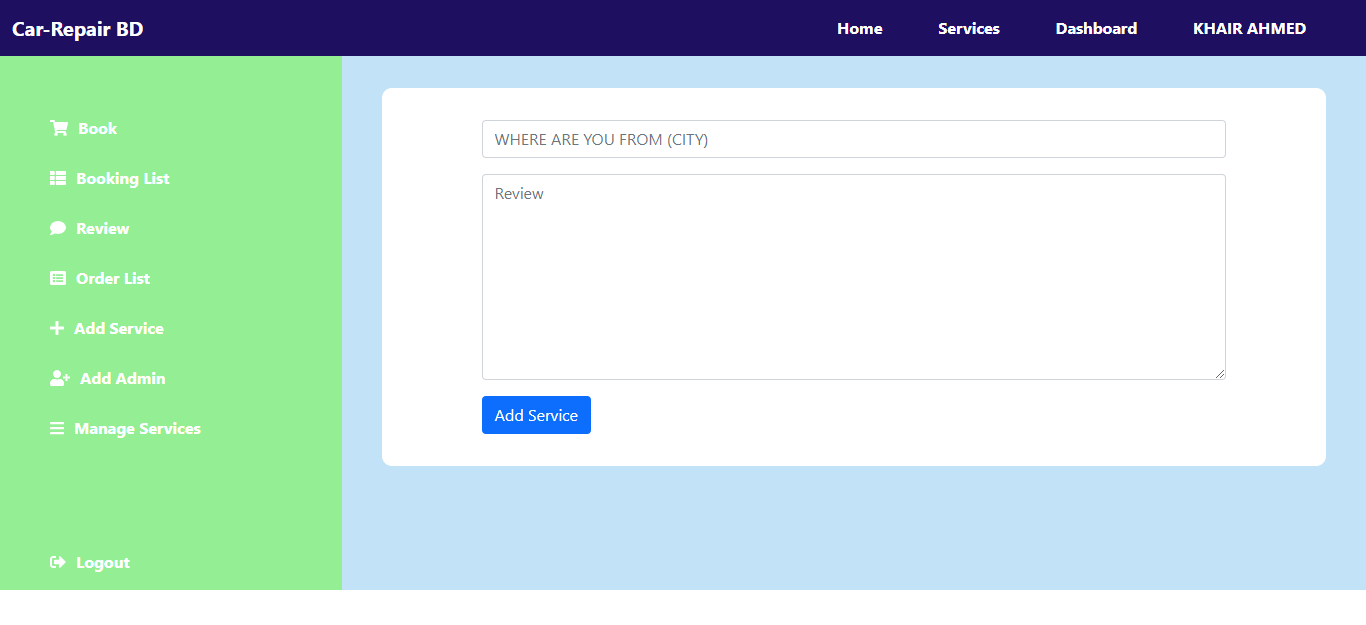 Car-Repair BD
Home
Services
Dashboard
KHAIR AHMED
Book
Booking List
Review
Order List
Add Service
Add Admin
Manage Services
Logout
WHERE ARE YOU FROM (CITY)
Review
Add Service